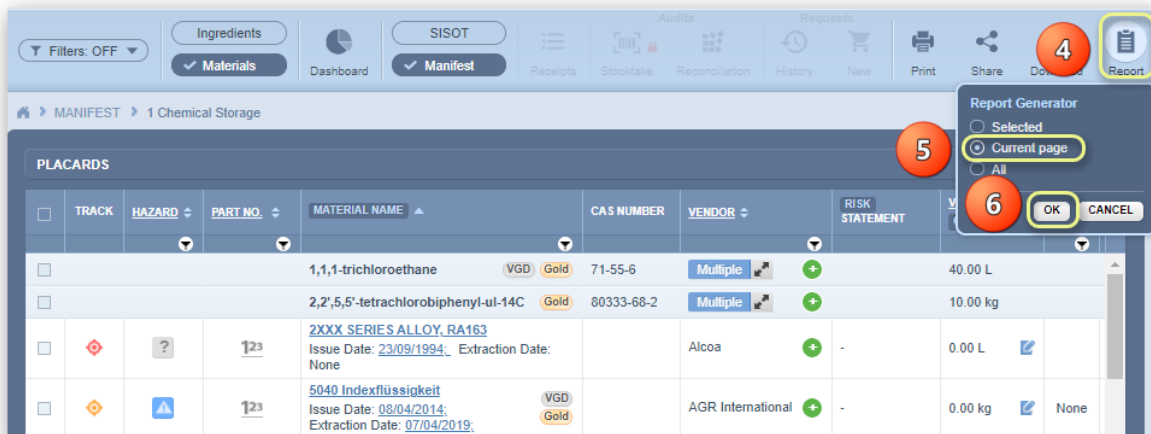 Audits
Requests
Filters: OFF
Ingredients
Materials
Dashboard
SISOT
Manifest
Receipts
Stocktake
Reconciliation
History
New
Print
Share
4
Report
MANIFEST
1 Chemical Storage
Report Generator
Selected
Current page
All
5
6
OK
CANCEL
PLACARDS
TRACK
HAZARD
PART NO.
MATERIAL NAME
CAS NUMBER
VENDOR
RISK
STATEMENT
1,1,1-trichloroethane
VGD
Gold
71-55-6
Multiple
40.00 L
2,2',5,5'-tetrachlorobiphenyl-ul-14C
Gold
80333-68-2
Multiple
10.00 kg
?
123
2XXX SERIES ALLOY, RA163
Issue Date: 23/09/1994; Extraction Date:
None
Alcoa
-
0.00 L
123
5040 Indexflüssigkeit
Issue Date: 08/04/2014;
Extraction Date: 07/04/2019;
VGD
Gold
AGR International
-
0.00 kg
None